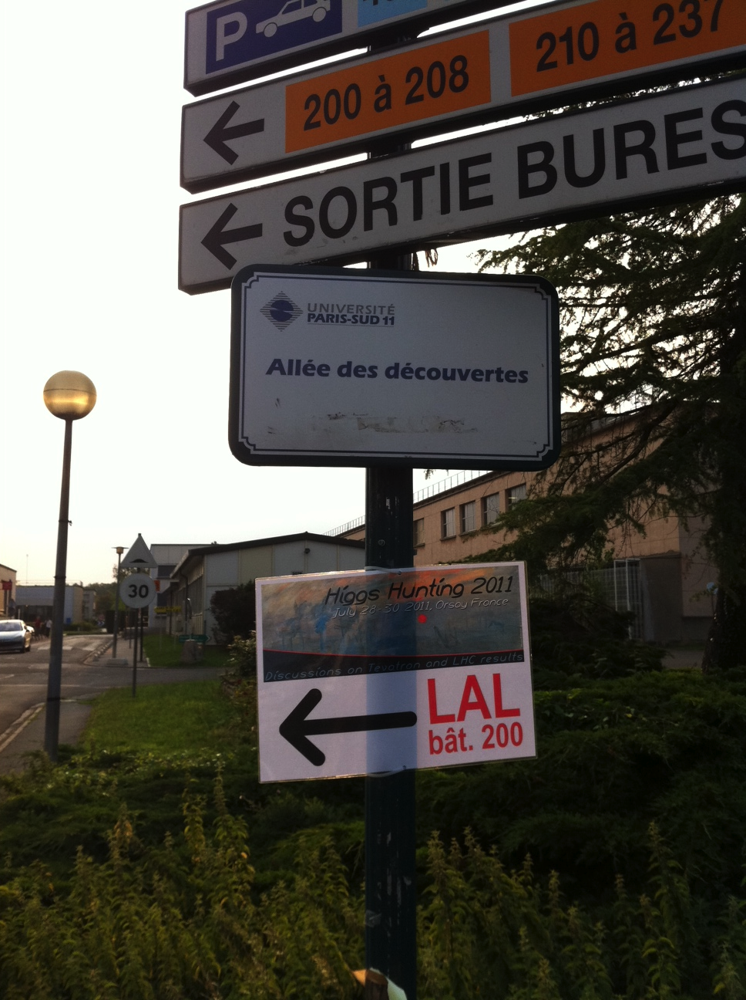 P
200 à 208 210 à 237
SORTIE BURES
UNIVERSITÉ
PARIS-SUD 11
Allée des découvertes
30
Higgs Hunting 2011
july 28-30 2011, Orsay France
Discussions on Tevatron and LHC results
LAL
bât. 200